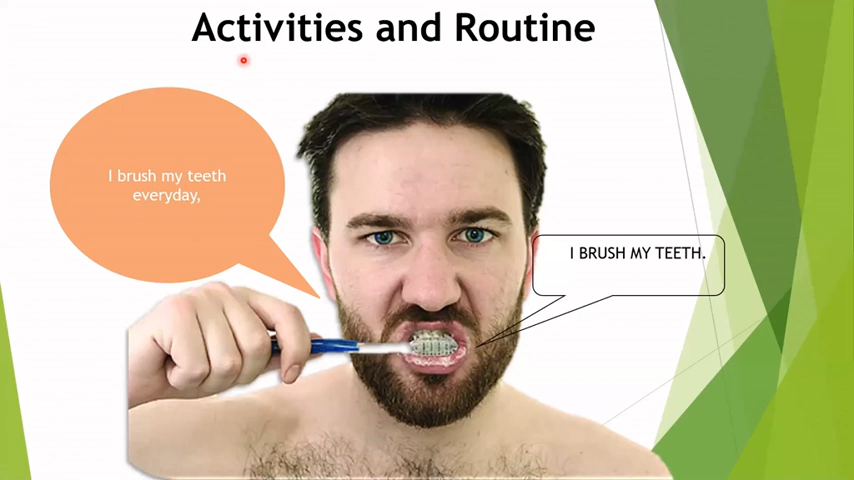 Activities and Routine
I brush my teeth
everyday,
I BRUSH MY TEETH.